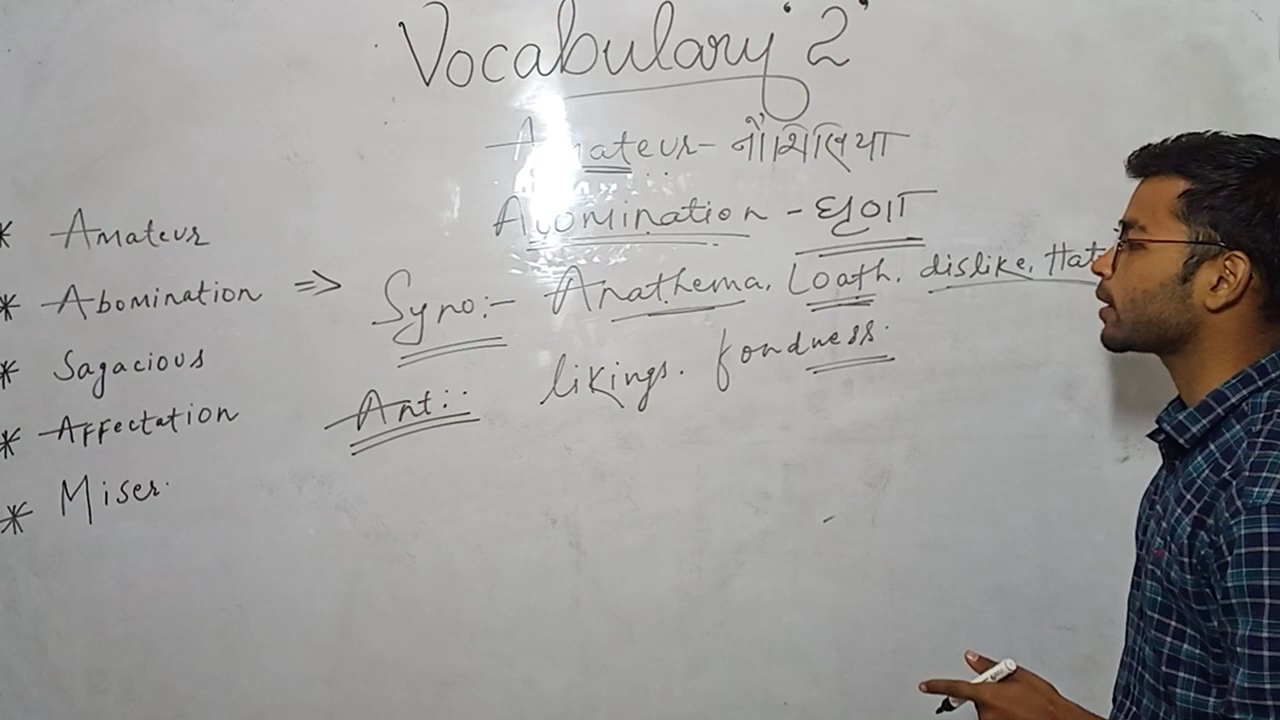 Vocabulary '2'
Amateur - नौशिलिया
Abomination - घृणा
Syno:- Anathema, Loath, dislike, Hat
Ant:- likings. fondness.
* Amateur
* Abomination ⇒
* Sagacious
* Affectation
* Miser.